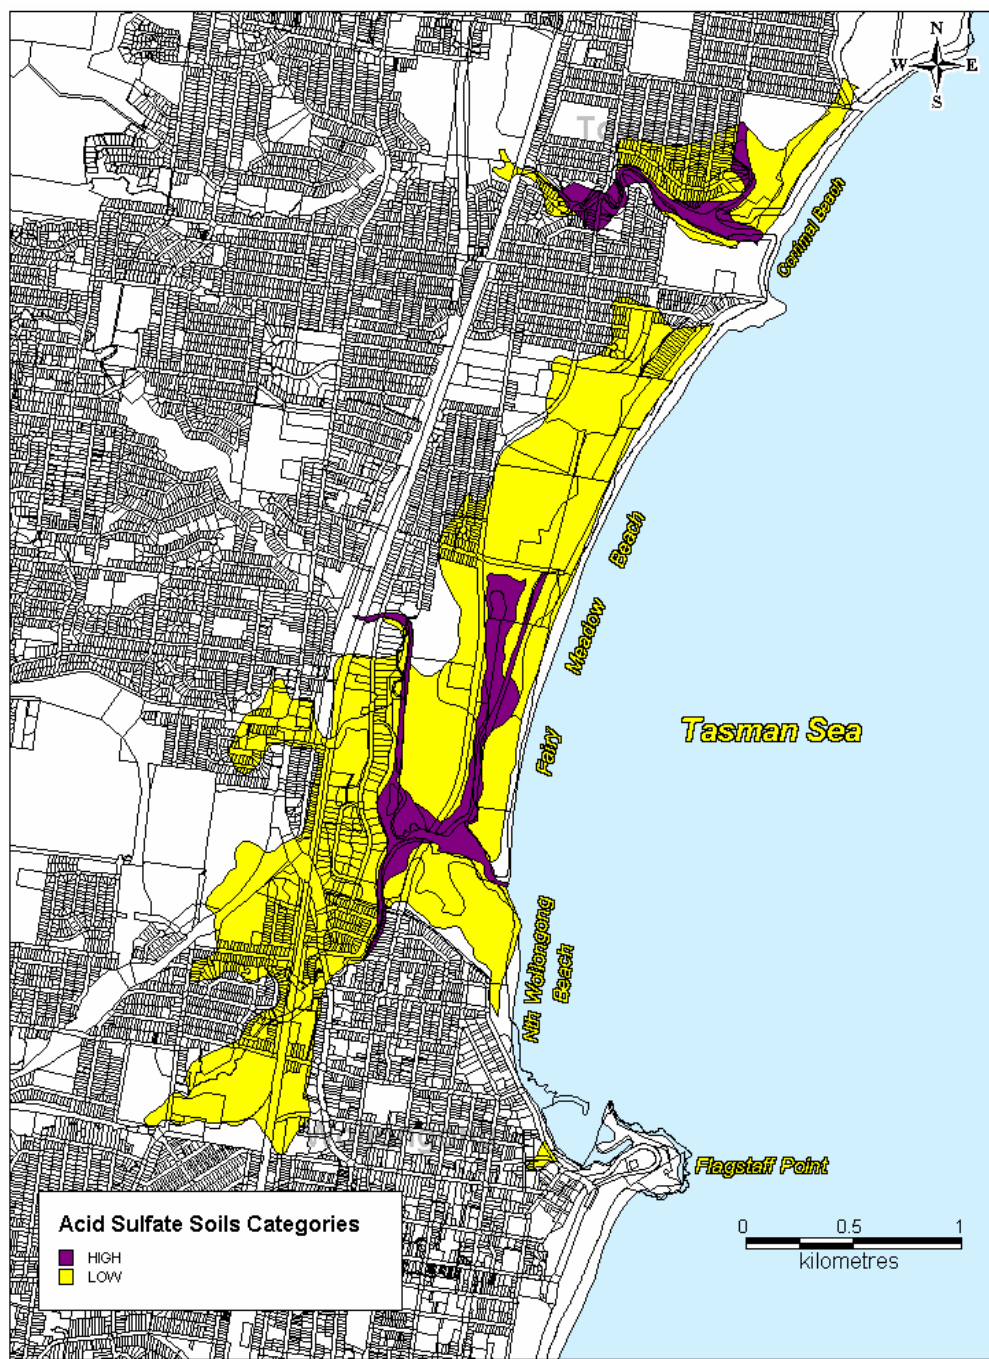 N
W E
S
Corimal Beach
Fairy Meadow Beach
Tasman Sea
Nth Wollongong
Beach
Flagstaff Point
Acid Sulfate Soils Categories
HIGH
LOW
0 0.5 1
kilometres